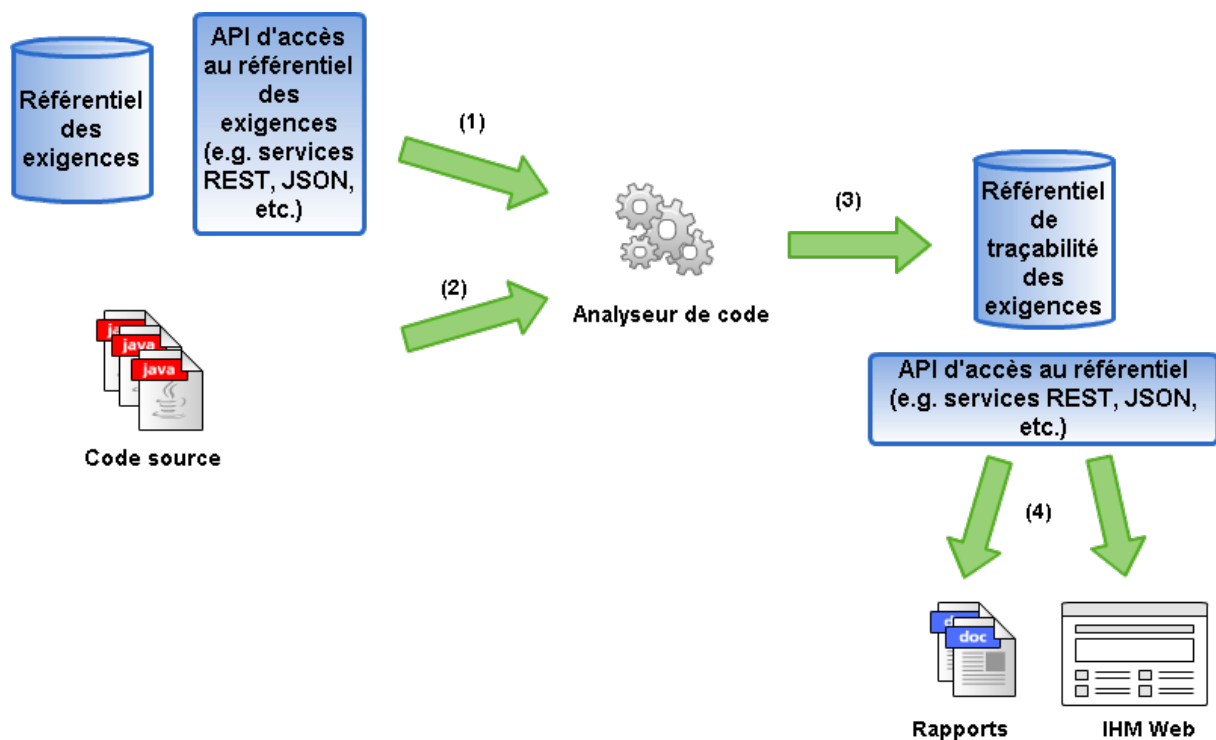 Référentiel
des
exigences
API d'accès
au référentiel
des
exigences
(e.g. services
REST, JSON,
etc.)
(1)
(2)
java
java
java
Code source
Analyseur de code
(3)
Référentiel
de
traçabilité
des
exigences
API d'accès au référentiel
(e.g. services REST, JSON,
etc.)
(4)
doc
Rapports
IHM Web